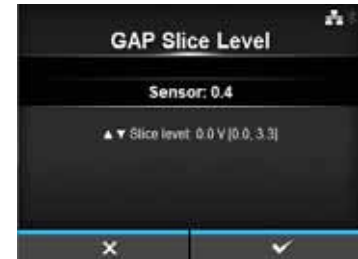 GAP Slice Level
Sensor: 0.4
▲ ▼ Slice level: 0.0 V [0.0, 3.3]